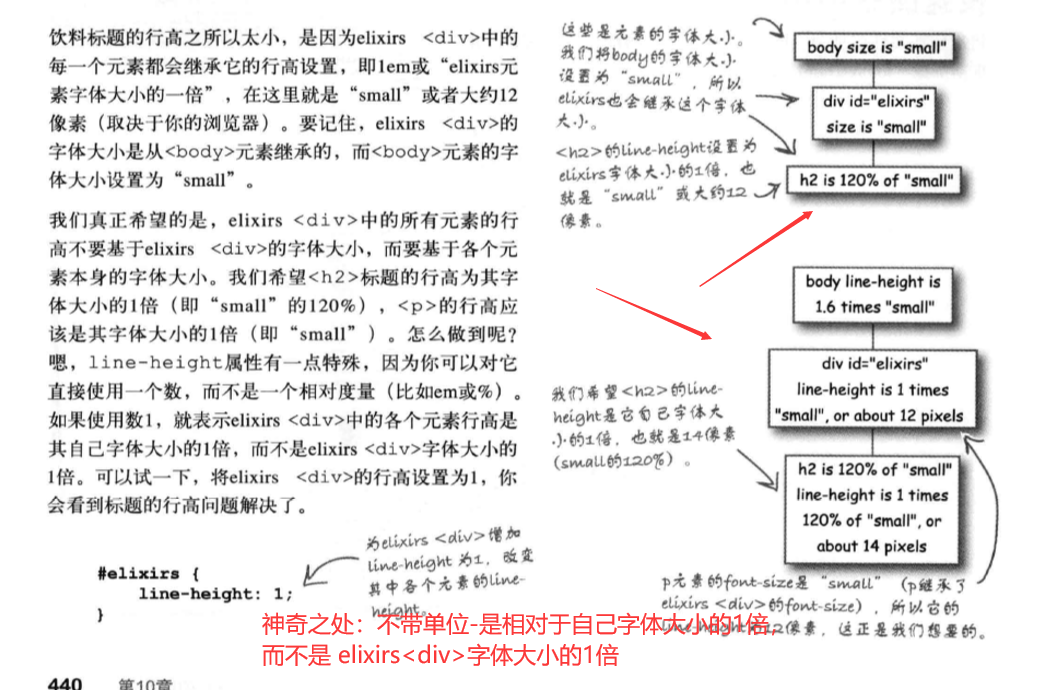 饮料标题的行高之所以太小，是因为elixirs <div>中的
每一个元素都会继承它的行高设置，即1em或“elixirs元
素字体大小的一倍”，在这里就是“small”或者大约12
像素（取决于你的浏览器）。要记住，elixirs <div>的
字体大小是从<body>元素继承的，而<body>元素的字
体大小设置为“small”。
我们真正希望的是，elixirs <div>中的所有元素的行
高不要基于elixirs <div>的字体大小，而要基于各个元
素本身的字体大小。我们希望<h2>标题的行高为其字
体大小的1倍（即“small”的120%），<p>的行高应
该是其字体大小的1倍（即“small”）。怎么做到呢？
嗯，line-height属性有一点特殊，因为你可以对它
直接使用一个数，而不是一个相对度量（比如em或%）。
如果使用数1，就表示elixirs <div>中的各个元素行高是
其自己字体大小的1倍，而不是elixirs <div>字体大小的
1倍。可以试一下，将elixirs <div>的行高设置为1，你
会看到标题的行高问题解决了。
#elixirs {
line-height: 1;
}
为elixirs <div>增加
line-height 为1，改变
其中各个元素的line-
height。
神奇之处：不带单位-是相对于自己字体大小的1倍，
而不是 elixirs<div>字体大小的1倍
440 第10章
这些是元素的字体大小。
我们将body的字体大小
设置为“small”，所以
elixirs也会继承这个字体
大小。
<h2>的line-height设置为
elixirs字体大小的1倍，也
就是“small”或大约12
像素。
body size is "small"
div id="elixirs"
size is "small"
h2 is 120% of "small"
body line-height is
1.6 times "small"
div id="elixirs"
line-height is 1 times
"small", or about 12 pixels
h2 is 120% of "small"
line-height is 1 times
120% of "small", or
about 14 pixels
我们希望<h2>的line-
height是它自己字体大
小的1倍，也就是14像素
(small的120%）。
p元素的font-size是“small”（p继承了
elixirs <div>的font-size），所以它的
line-height为12像素，这正是我们想要的。